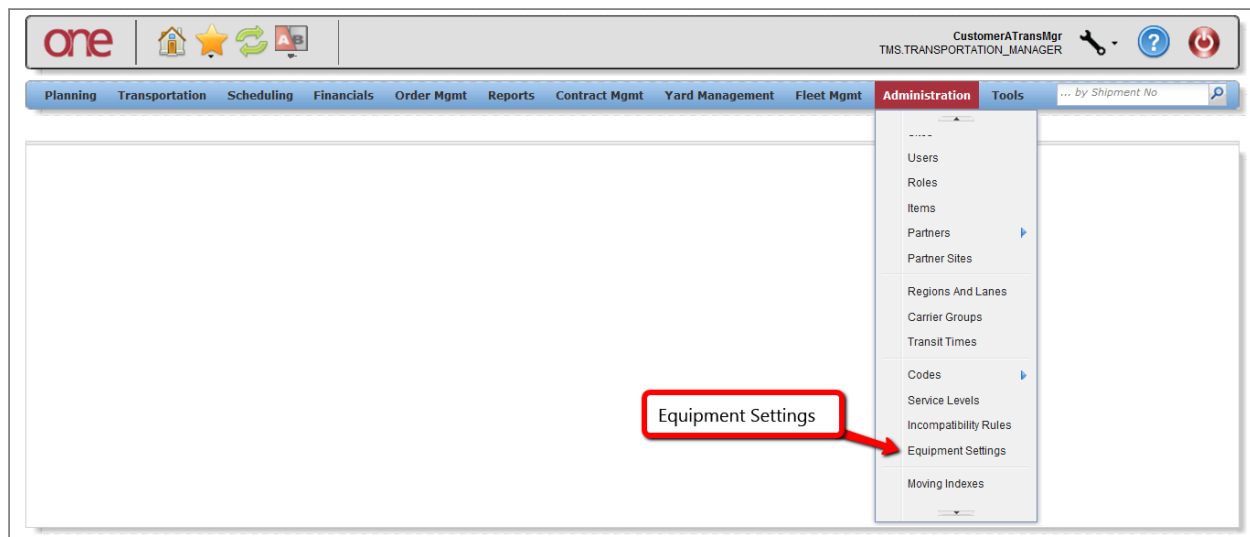 one
AB
CustomerATransMgr
TMS.TRANSPORTATION_MANAGER
Planning Transportation Scheduling Financials Order Mgmt Reports Contract Mgmt Yard Management Fleet Mgmt Administration Tools ... by Shipment No
Users
Roles
Items
Partners
Partner Sites
Regions And Lanes
Carrier Groups
Transit Times
Codes
Service Levels
Incompatibility Rules
Equipment Settings
Equipment Settings
Moving Indexes